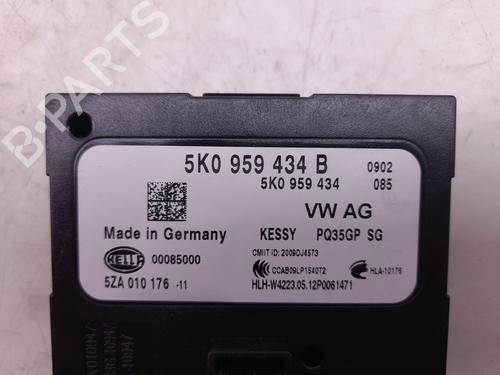 5K0 959 434 B
0902
5K0 959 434
085
VW AG
Made in Germany
KESSY PQ35GP SG
CMIIT ID: 2009DJ4573
HELLA
00085000
CCAB09LP1540T2
HLA-10176
5ZA 010 176 -11
HLH-W4223.05.12P0061471
B-PARTS